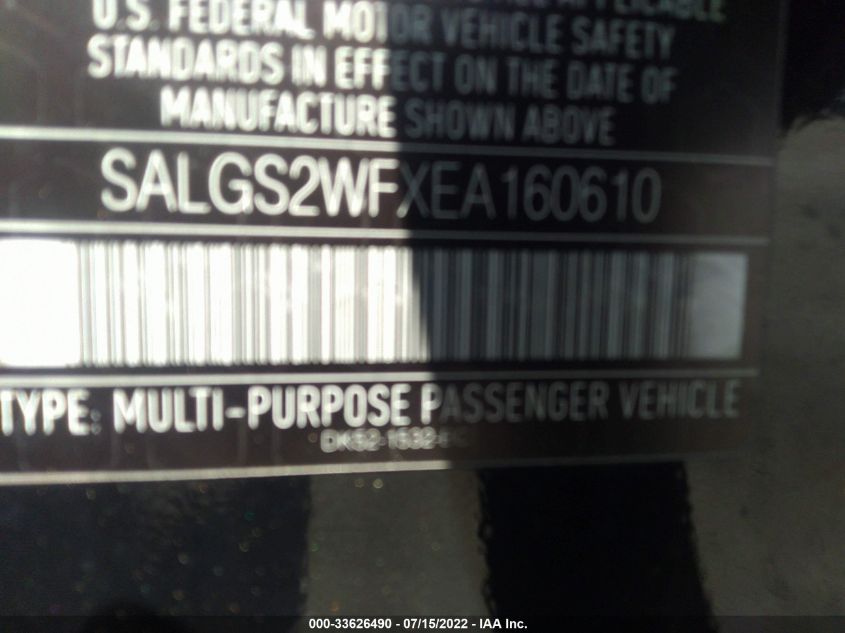 APPLICABLE
U.S. FEDERAL MOTOR VEHICLE SAFETY
STANDARDS IN EFFECT ON THE DATE OF
MANUFACTURE SHOWN ABOVE
SALGS2WFXEA160610
TYPE: MULTI-PURPOSE PASSENGER VEHICLE
000-33626490 - 07/15/2022 - IAA Inc.